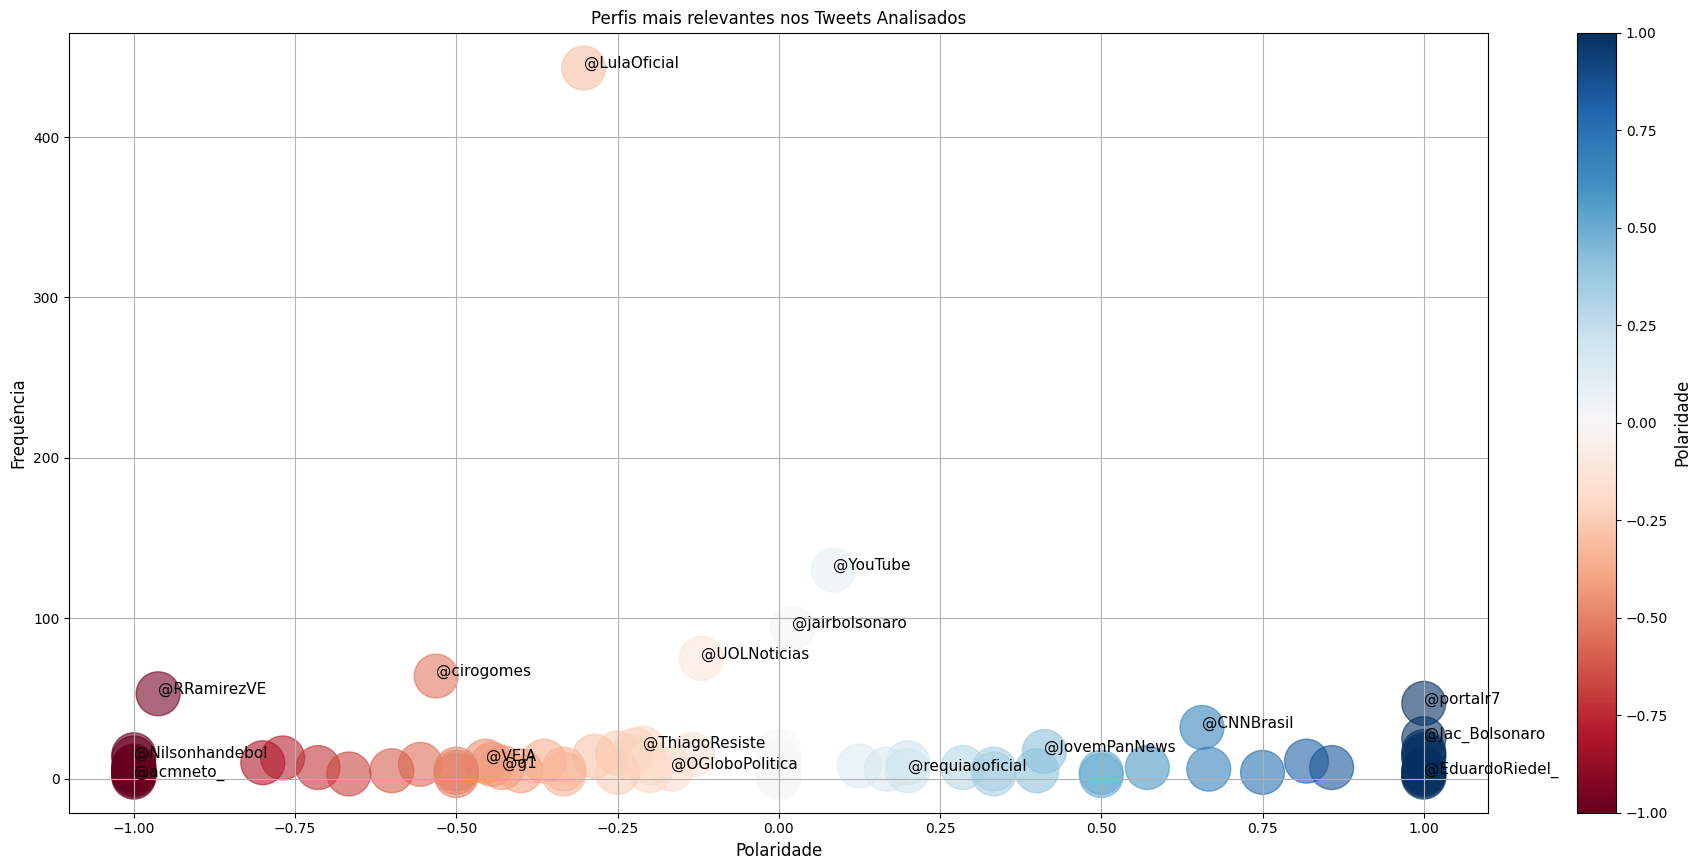 Perfis mais relevantes nos Tweets Analisados
@LulaOficial
@YouTube
@jairbolsonaro
@UOLNoticias
@cirogomes
@RRamirezVE
@portalr7
@CNNBrasil
@Jac_Bolsonaro
@ThiagoResiste
@JovemPanNews
@Nilsonhandebol
@VEJA
@g1
@OGloboPolitica
@requiaooficial
@EduardoRiedel_
@acmneto_
Frequência
400
300
200
100
0
−1.00
−0.75
−0.50
−0.25
0.00
0.25
0.50
0.75
1.00
Polaridade
1.00
0.75
0.50
0.25
0.00
−0.25
−0.50
−0.75
−1.00
Polaridade